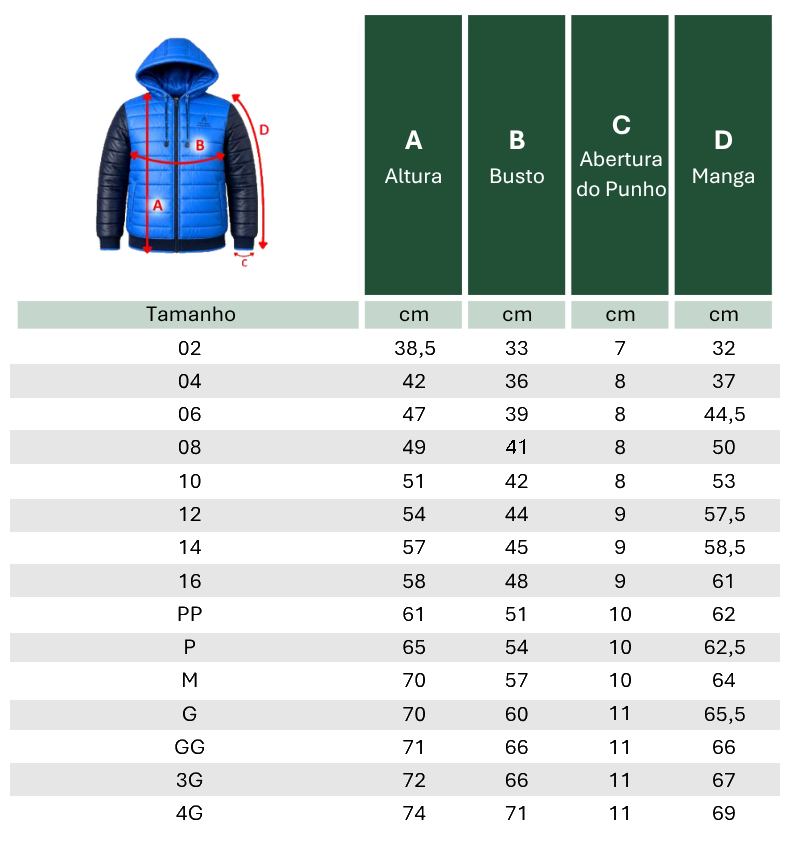 A B C D
Altura Busto Abertura do Punho Manga
D
B
A
C
Tamanho cm cm cm cm
02 38,5 33 7 32
04 42 36 8 37
06 47 39 8 44,5
08 49 41 8 50
10 51 42 8 53
12 54 44 9 57,5
14 57 45 9 58,5
16 58 48 9 61
PP 61 51 10 62
P 65 54 10 62,5
M 70 57 10 64
G 70 60 11 65,5
GG 71 66 11 66
3G 72 66 11 67
4G 74 71 11 69